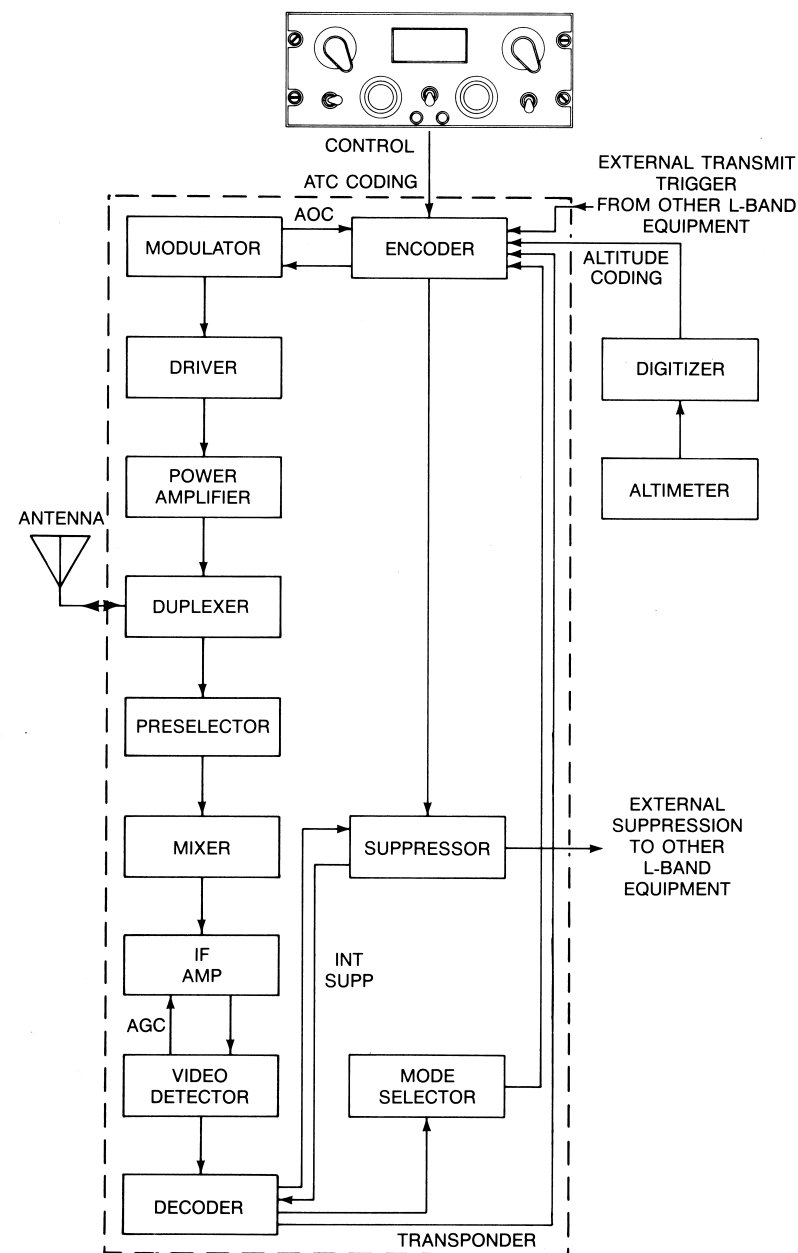 CONTROL
ATC CODING
EXTERNAL TRANSMIT
TRIGGER
FROM OTHER L-BAND
EQUIPMENT
AOC
MODULATOR
ENCODER
ALTITUDE
CODING
DRIVER
DIGITIZER
POWER
AMPLIFIER
ALTIMETER
ANTENNA
DUPLEXER
PRESELECTOR
MIXER
SUPPRESSOR
EXTERNAL
SUPPRESSION
TO OTHER
L-BAND
EQUIPMENT
IF
AMP
INT
SUPP
AGC
VIDEO
DETECTOR
MODE
SELECTOR
DECODER
TRANSPONDER